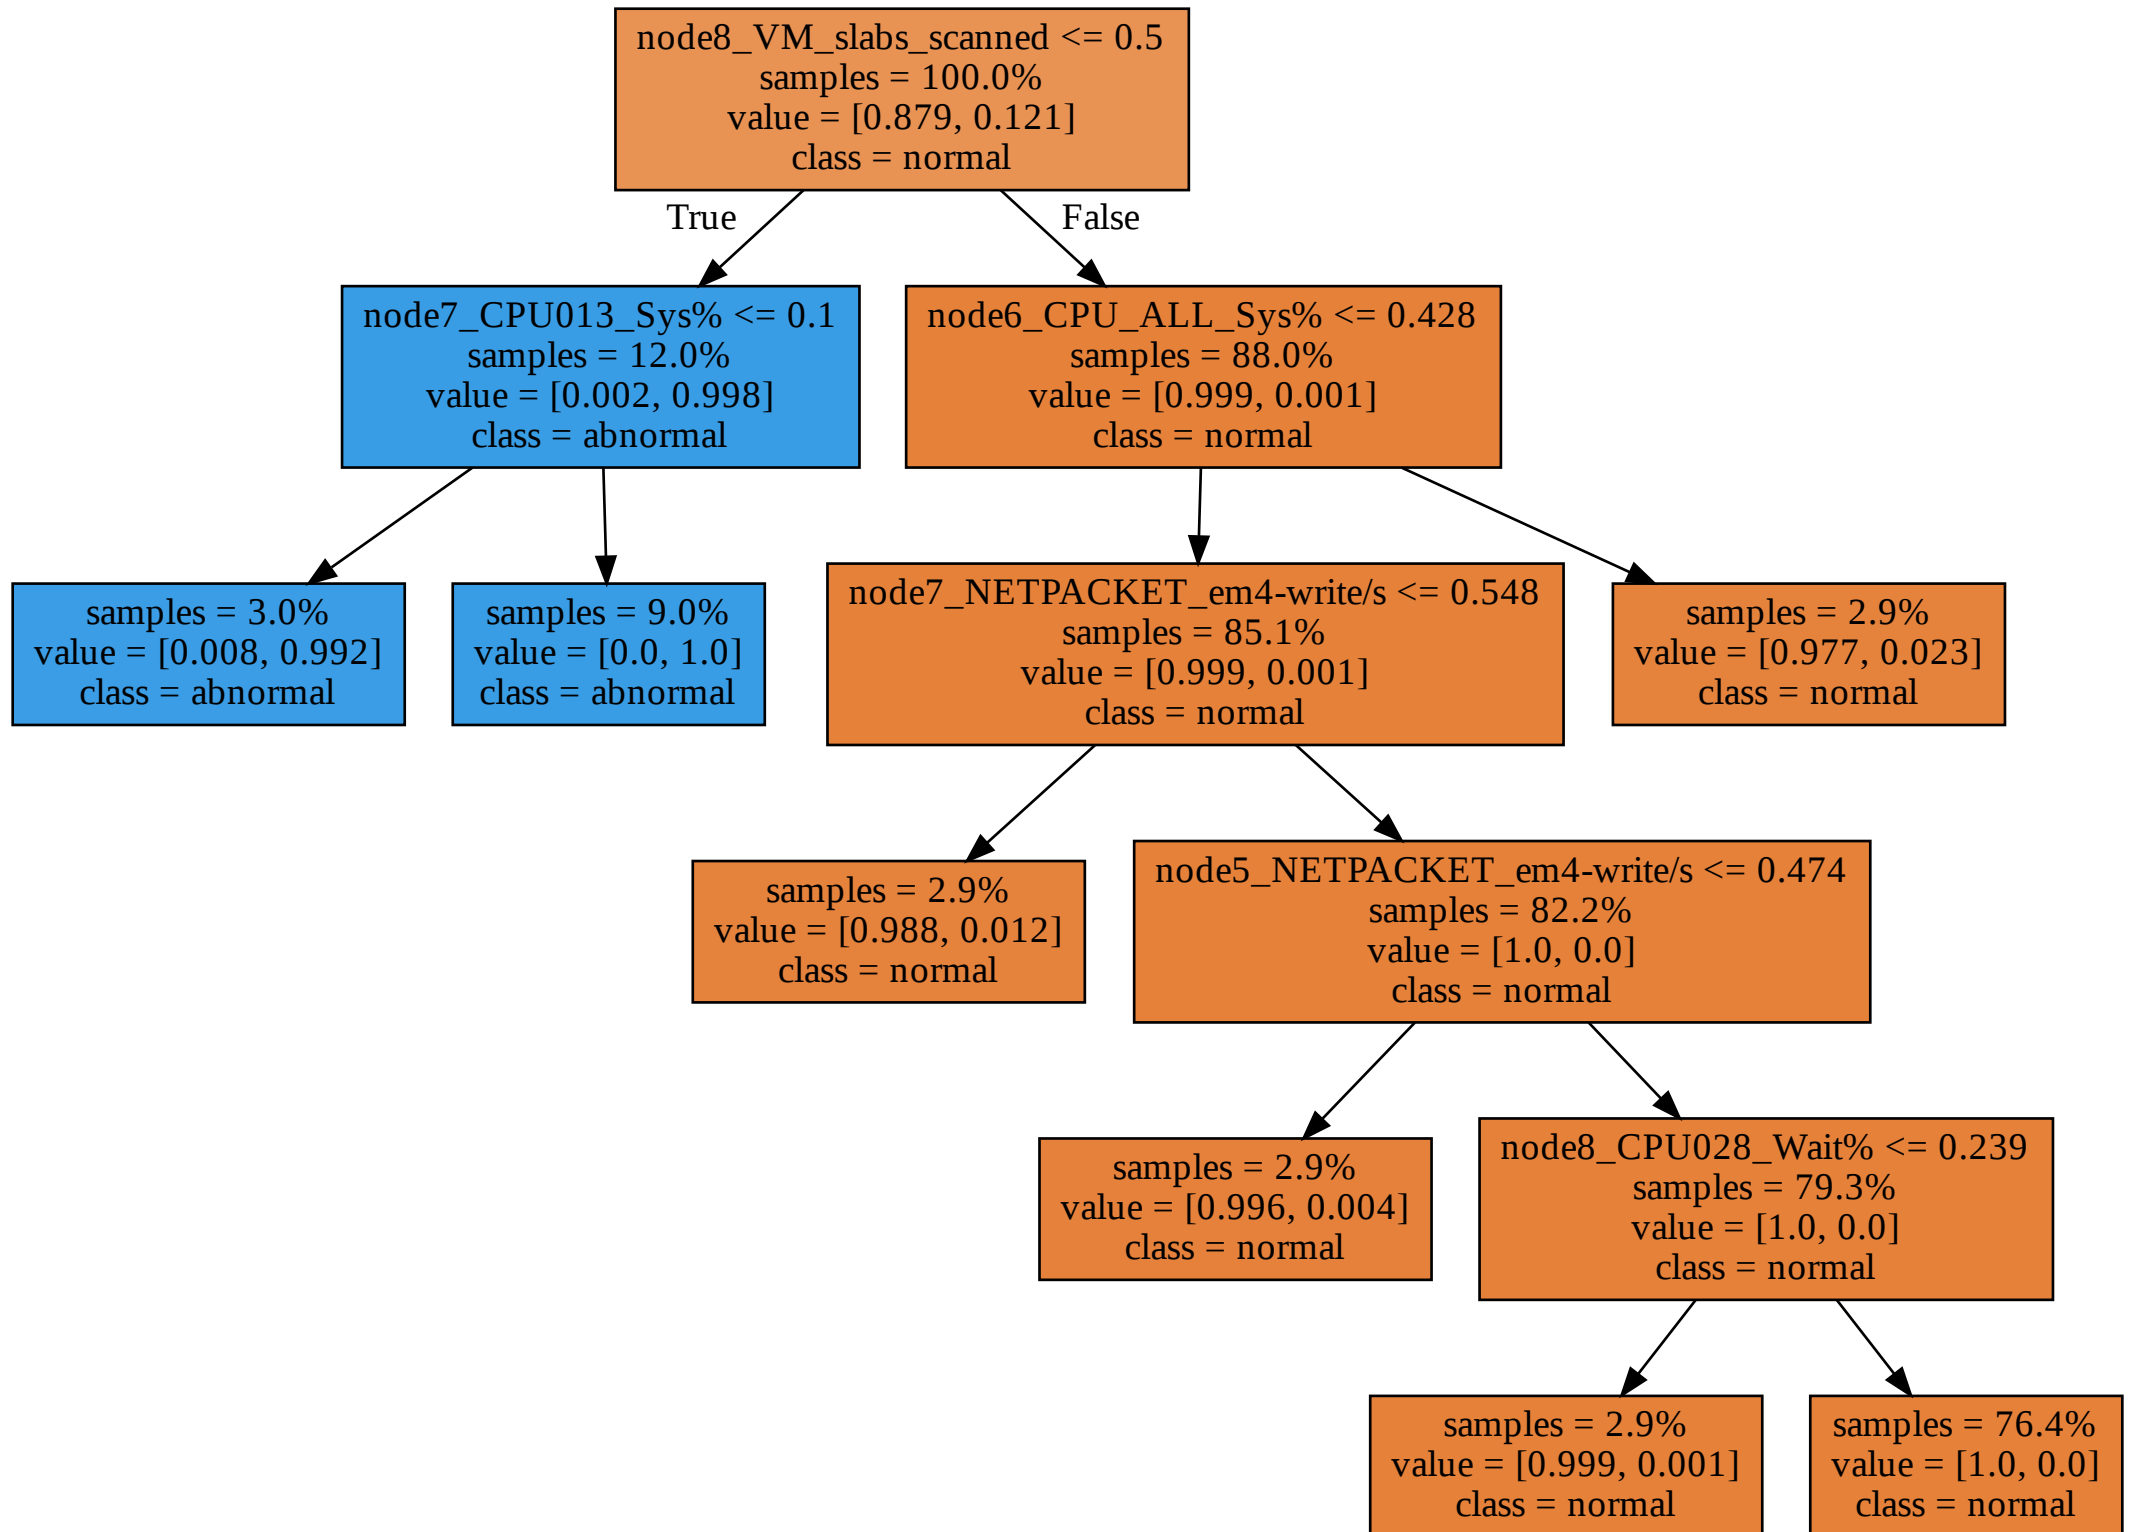 node8_VM_slabs_scanned <= 0.5
samples = 100.0%
value = [0.879, 0.121]
class = normal
True
False
node7_CPU013_Sys% <= 0.1
samples = 12.0%
value = [0.002, 0.998]
class = abnormal
node6_CPU_ALL_Sys% <= 0.428
samples = 88.0%
value = [0.999, 0.001]
class = normal
samples = 3.0%
value = [0.008, 0.992]
class = abnormal
samples = 9.0%
value = [0.0, 1.0]
class = abnormal
node7_NETPACKET_em4-write/s <= 0.548
samples = 85.1%
value = [0.999, 0.001]
class = normal
samples = 2.9%
value = [0.977, 0.023]
class = normal
samples = 2.9%
value = [0.988, 0.012]
class = normal
node5_NETPACKET_em4-write/s <= 0.474
samples = 82.2%
value = [1.0, 0.0]
class = normal
samples = 2.9%
value = [0.996, 0.004]
class = normal
node8_CPU028_Wait% <= 0.239
samples = 79.3%
value = [1.0, 0.0]
class = normal
samples = 2.9%
value = [0.999, 0.001]
class = normal
samples = 76.4%
value = [1.0, 0.0]
class = normal